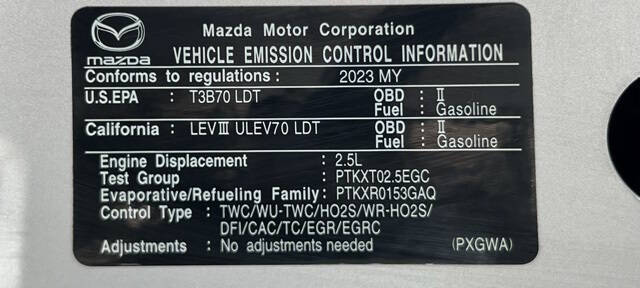 Mazda Motor Corporation
mazda VEHICLE EMISSION CONTROL INFORMATION
Conforms to regulations : 2023 MY
U.S.EPA : T3B70 LDT OBD : II
Fuel : Gasoline
California : LEVIII ULEV70 LDT OBD : II
Fuel : Gasoline
Engine Displacement : 2.5L
Test Group : PTKXT02.5EGC
Evaporative/Refueling Family: PTKXR0153GAQ
Control Type : TWC/WU-TWC/HO2S/WR-HO2S/
DFI/CAC/TC/EGR/EGRC
Adjustments : No adjustments needed (PXGWA)